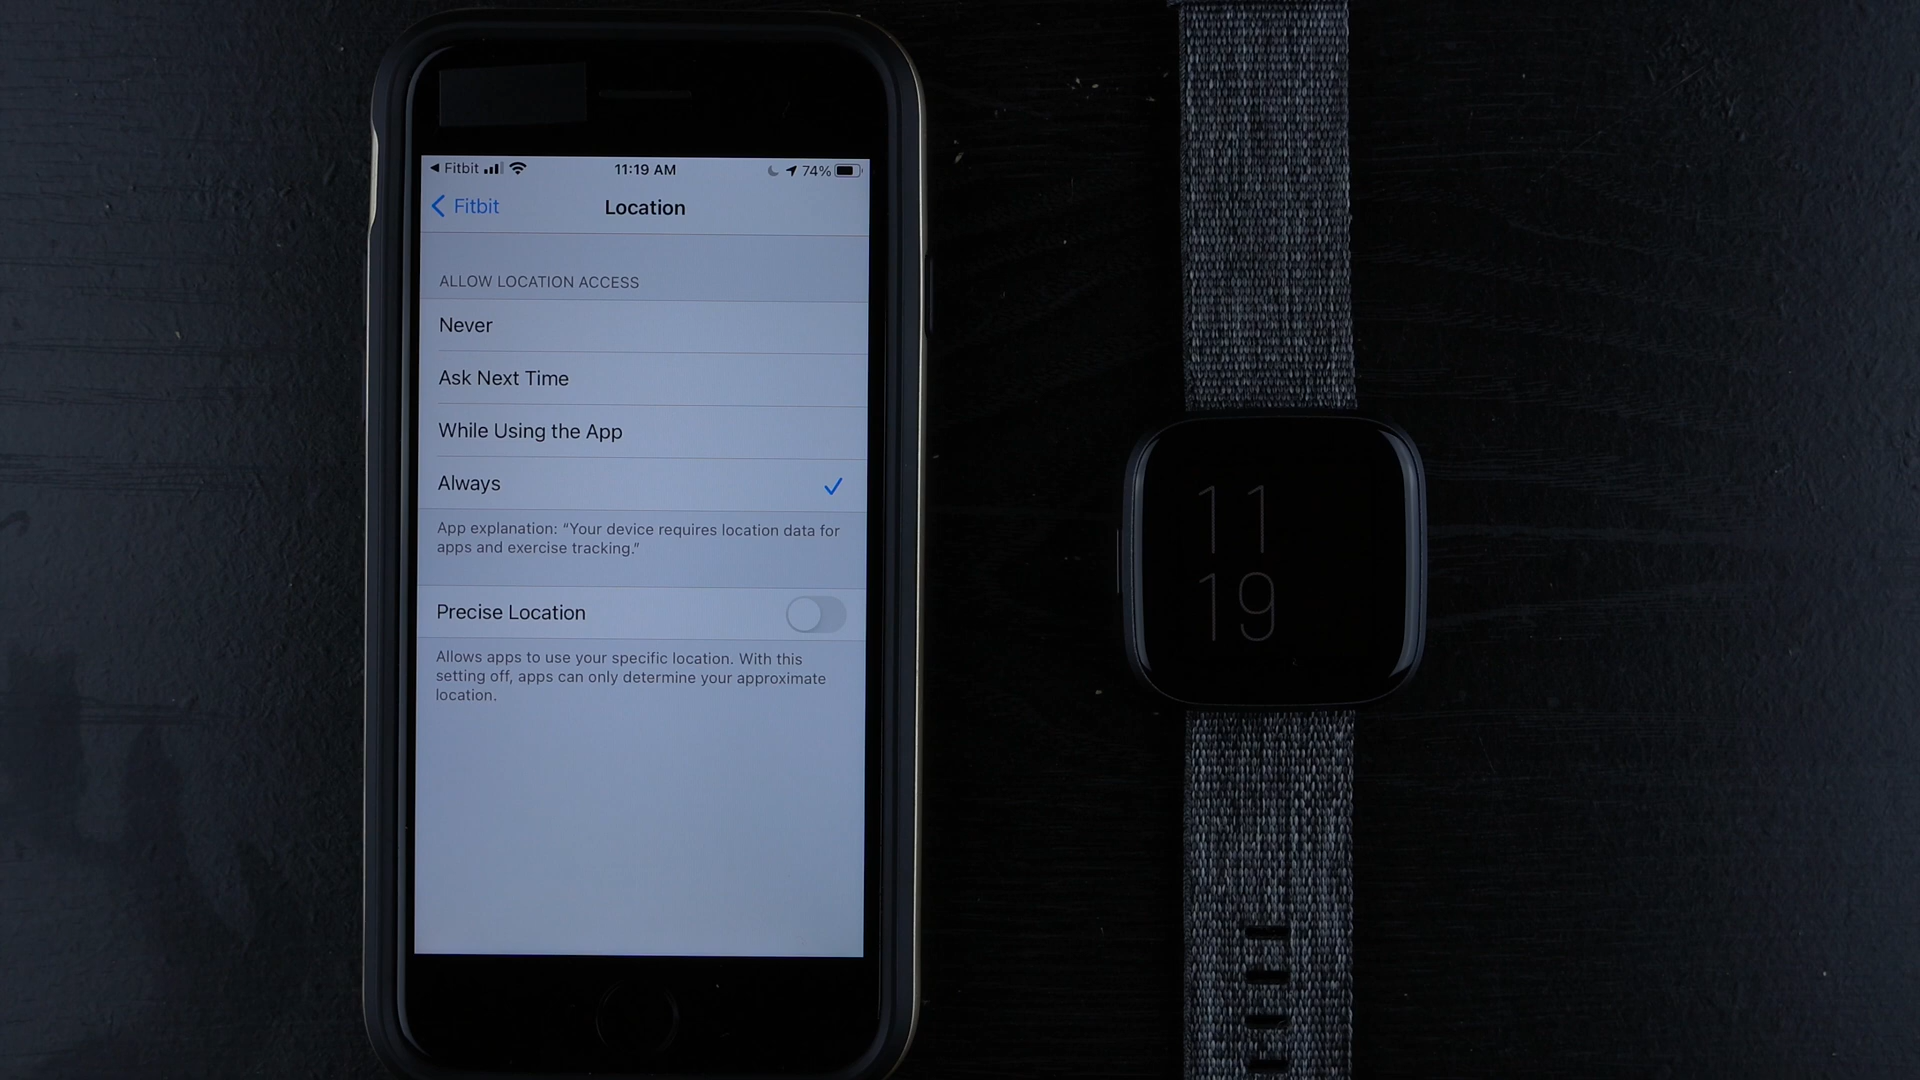 Fitbit 11:19 AM 74%
Fitbit Location
ALLOW LOCATION ACCESS
Never
Ask Next Time
While Using the App
Always
App explanation: “Your device requires location data for
apps and exercise tracking.”
Precise Location
Allows apps to use your specific location. With this
setting off, apps can only determine your approximate
location.
11
19